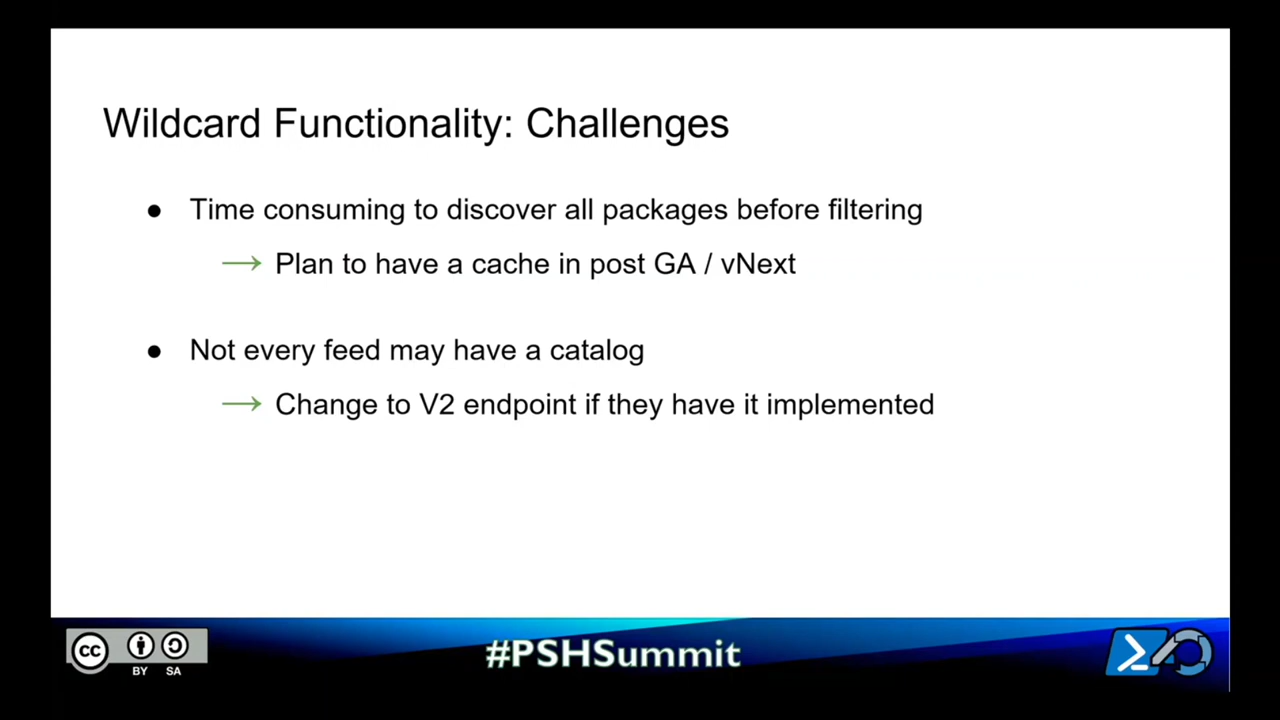 Wildcard Functionality: Challenges
● Time consuming to discover all packages before filtering
→ Plan to have a cache in post GA / vNext
● Not every feed may have a catalog
→ Change to V2 endpoint if they have it implemented
cc BY SA
#PSHSummit